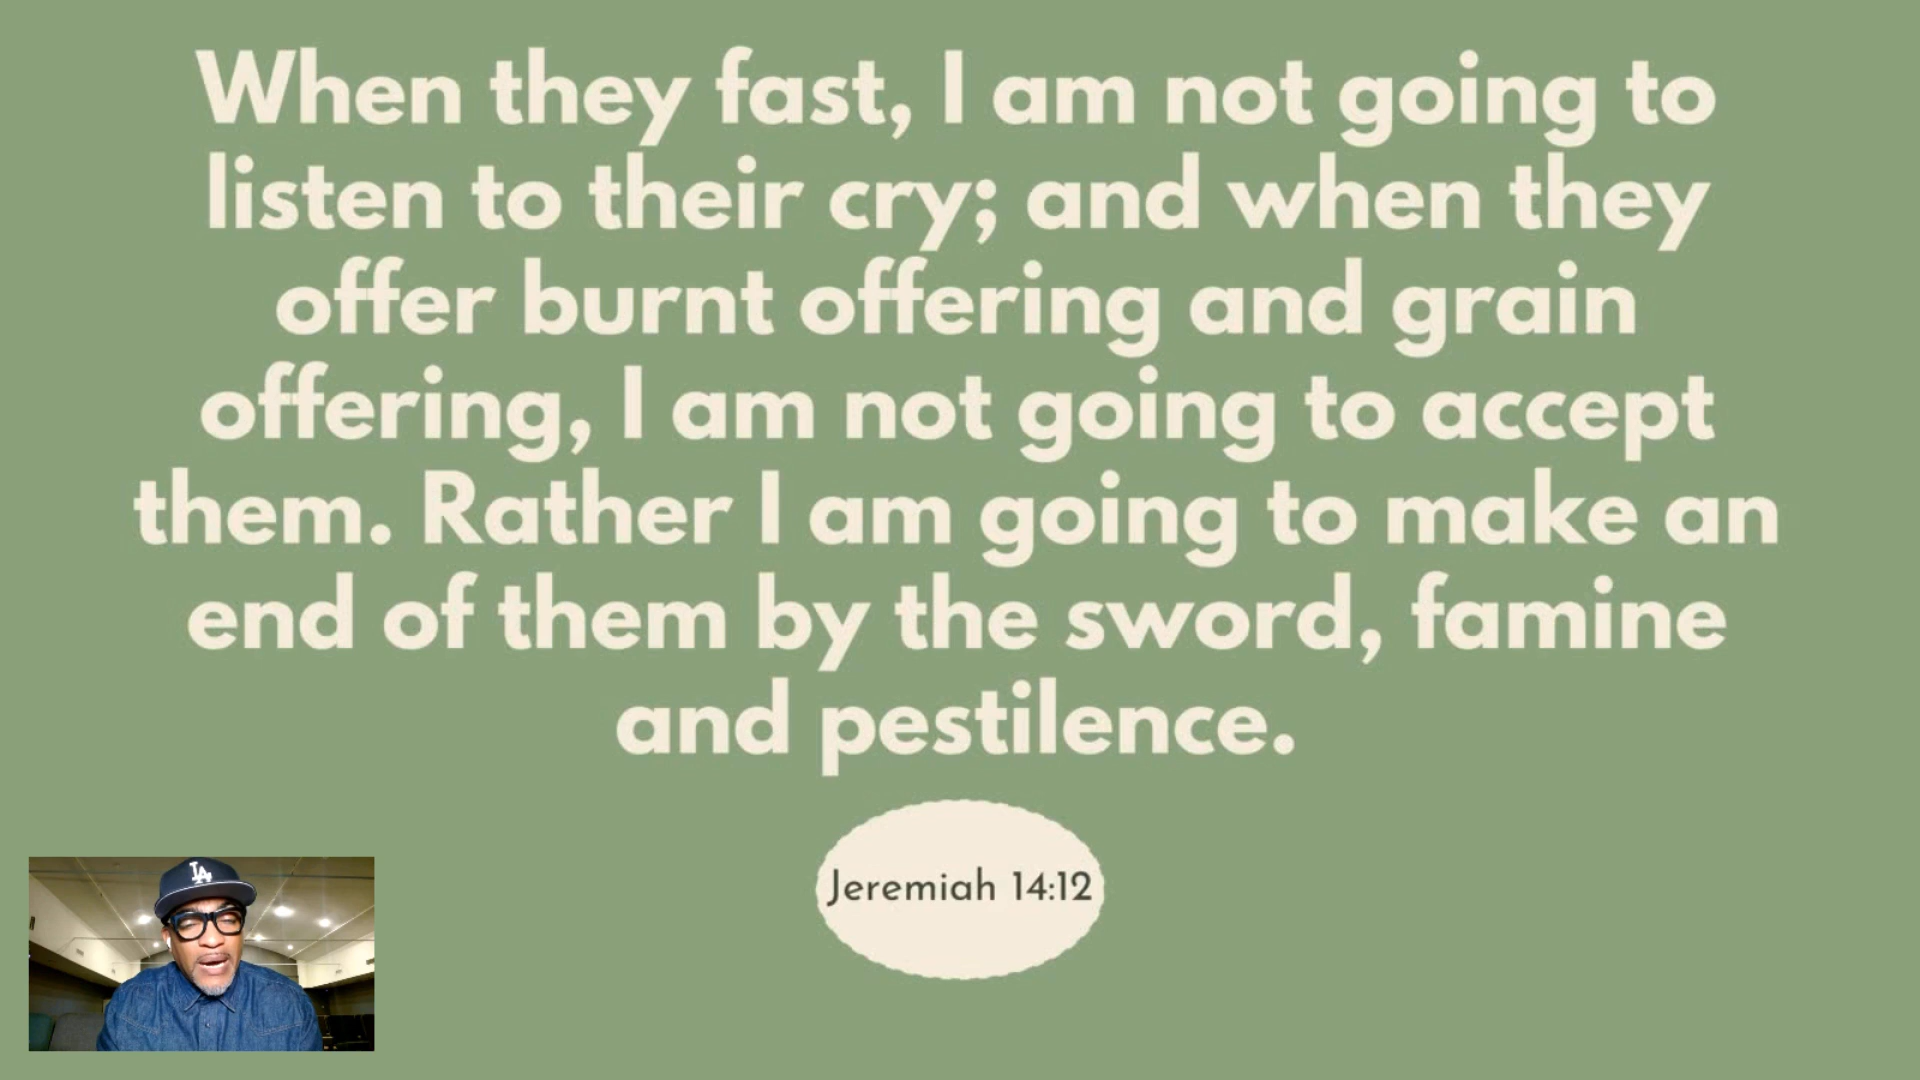 When they fast, I am not going to
listen to their cry; and when they
offer burnt offering and grain
offering, I am not going to accept
them. Rather I am going to make an
end of them by the sword, famine
and pestilence.
Jeremiah 14:12
LA